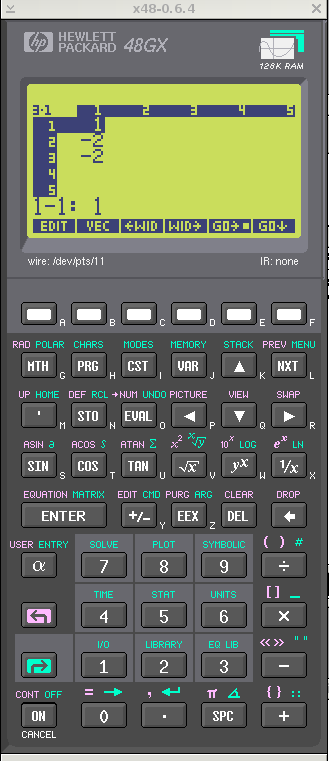 x48-0.6.4
HEWLETT
PACKARD 48GX
128K RAM
3-1 1 2 3 4 5
1 1
2 -2
3 -2
4
5
1-1: 1
EDIT VEC ←WID WID→ GO→■ GO↓
wire: /dev/pts/11 IR: none
A B C D E F
RAD POLAR CHARS MODES MEMORY STACK PREV MENU
MTH G PRG H CST I VAR J ▲ K NXT L
UP HOME DEF RCL →NUM UNDO PICTURE VIEW SWAP
' M STO N EVAL O ◀ P ▼ Q ▶ R
ASIN ∂ ACOS ∫ ATAN Σ x² ˣ√y 10ˣ LOG eˣ LN
SIN S COS T TAN U √x V yˣ W 1/x X
EQUATION MATRIX EDIT CMD PURG ARG CLEAR DROP
ENTER +/− Y EEX Z DEL ←
USER ENTRY SOLVE PLOT SYMBOLIC ( ) #
α 7 8 9 ÷
TIME STAT UNITS [ ] _
4 5 6 ×
I/O LIBRARY EQ LIB «» " "
1 2 3 −
CONT OFF = → , ↵ π ∡ { } ::
ON 0 . SPC +
CANCEL